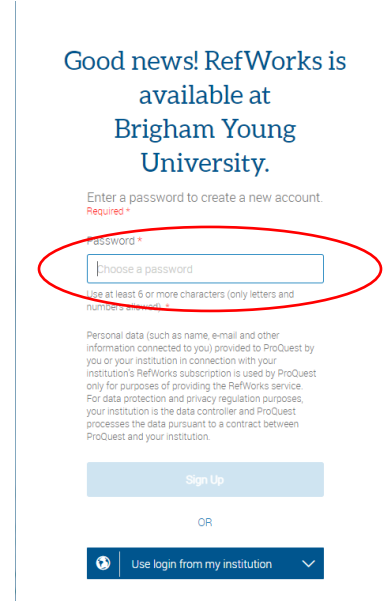 Good news! RefWorks is
available at
Brigham Young
University.
Enter a password to create a new account.
Required *
Password *
Choose a password
Use at least 6 or more characters (only letters and
numbers allowed). *
Personal data (such as name, e-mail and other
information connected to you) provided to ProQuest by
you or your institution in connection with your
institution's RefWorks subscription is used by ProQuest
only for purposes of providing the RefWorks service.
For data protection and privacy regulation purposes,
your institution is the data controller and ProQuest
processes the data pursuant to a contract between
ProQuest and your institution.
Sign Up
OR
Use login from my institution